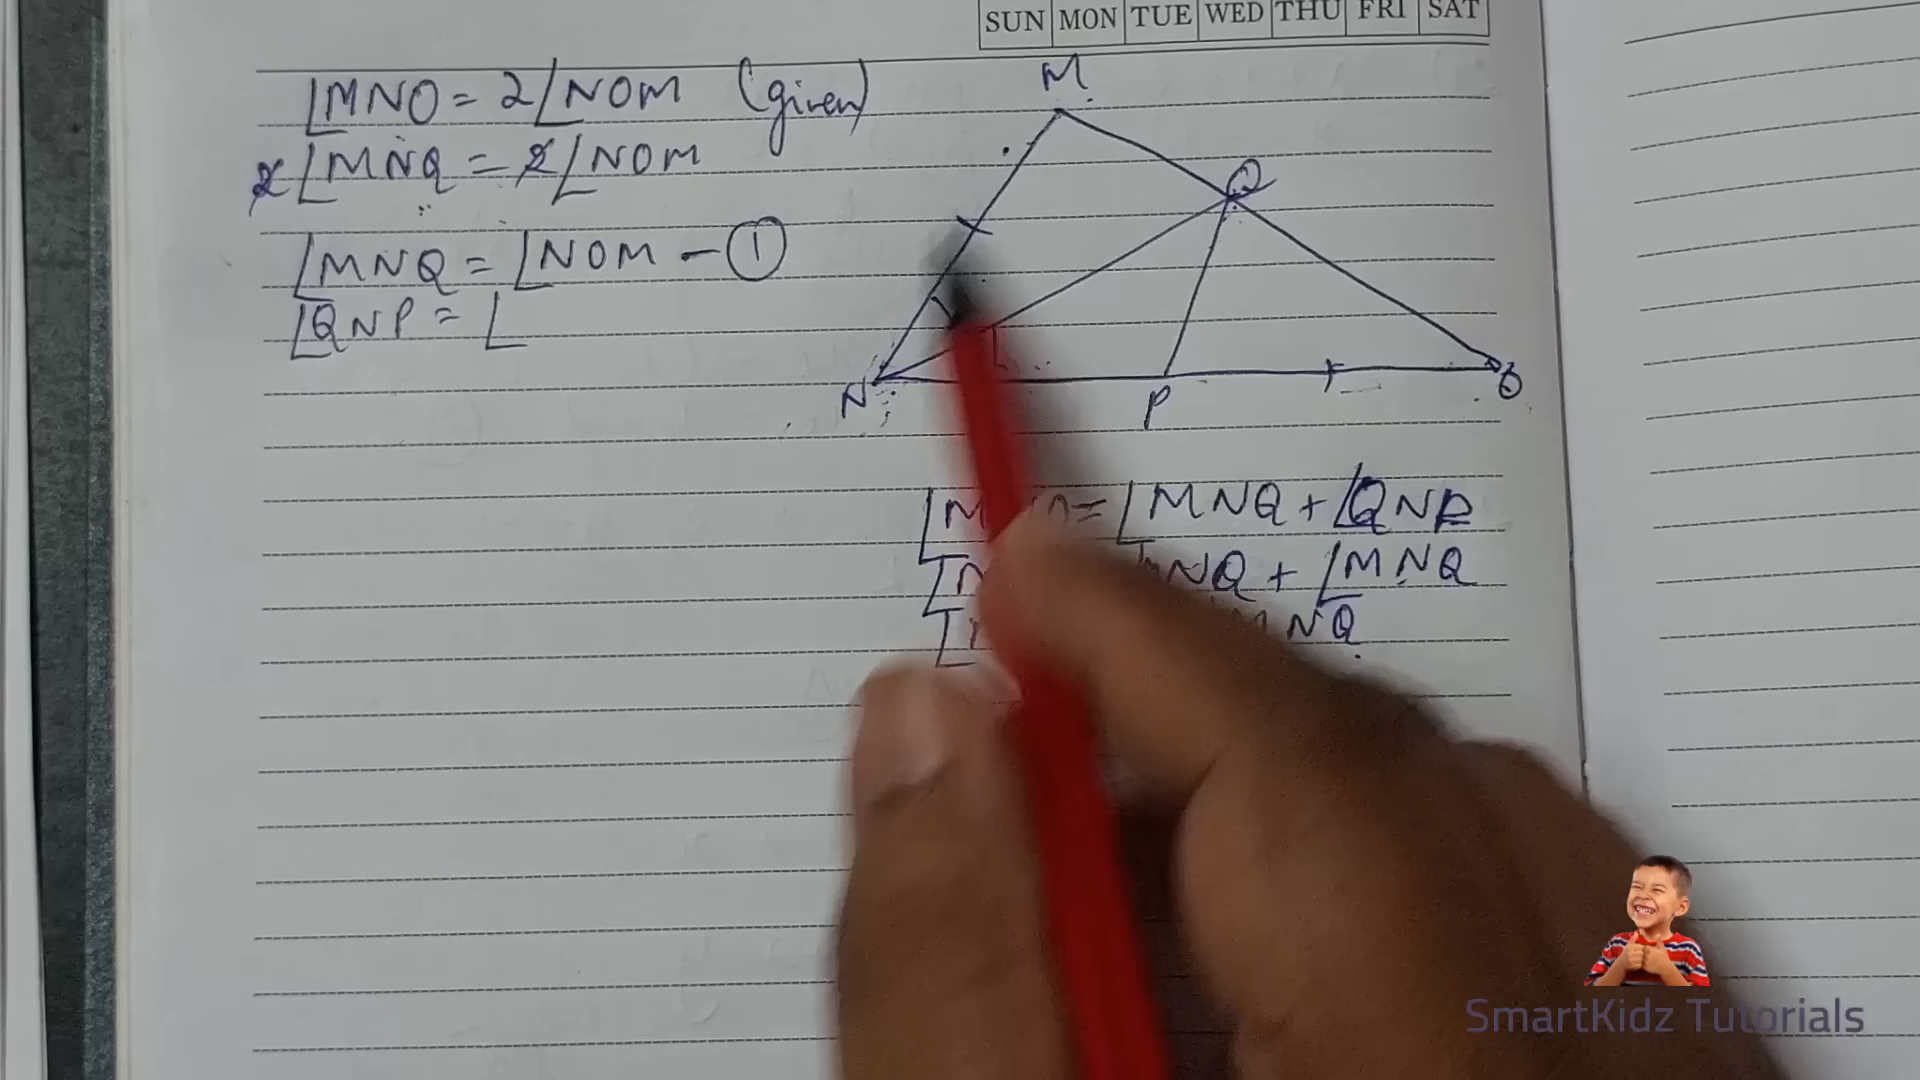 SUN MON TUE WED THU FRI SAT
∠MNO = 2∠NOM (given)
2∠MNQ = 2∠NOM
∠MNQ = ∠NOM - ①
∠QNP = ∠
M
Q
N
P
O
= ∠MNQ + ∠QNP
NQ + ∠MNQ
MNQ
SmartKidz Tutorials